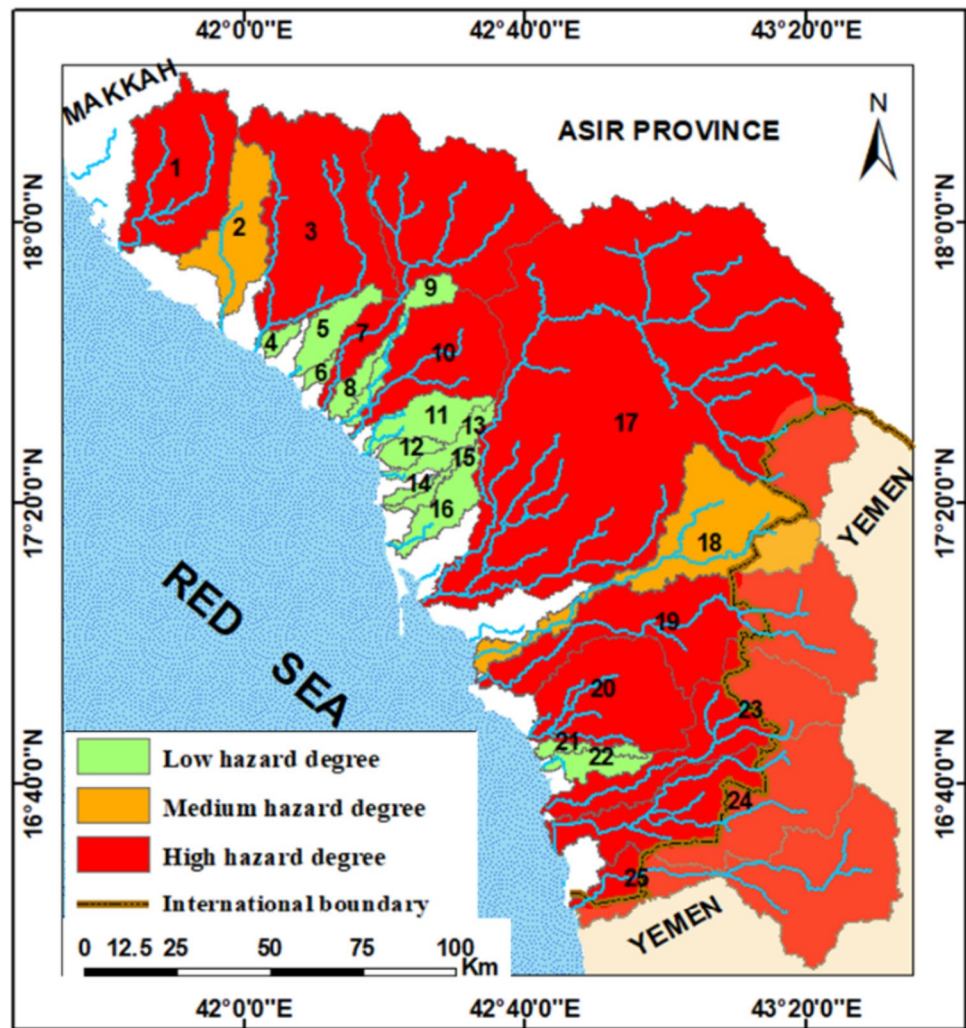 42°0'0"E
42°40'0"E
43°20'0"E
MAKKAH
ASIR PROVINCE
N
18°0'0"N
18°0'0"N
17°20'0"N
17°20'0"N
16°40'0"N
16°40'0"N
1
2
3
4
5
6
7
8
9
10
11
12
13
14
15
16
17
18
19
20
21
22
23
24
25
YEMEN
RED
SEA
YEMEN
Low hazard degree
Medium hazard degree
High hazard degree
International boundary
0 12.5 25 50 75 100
Km
42°0'0"E
42°40'0"E
43°20'0"E